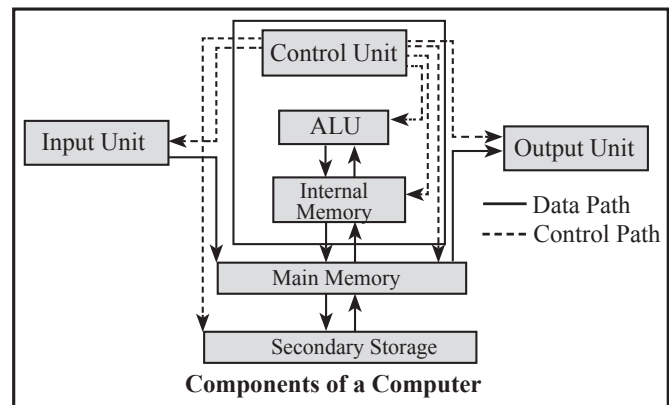 Control Unit
Input Unit
ALU
Output Unit
Internal
Memory
Data Path
Control Path
Main Memory
Secondary Storage
Components of a Computer